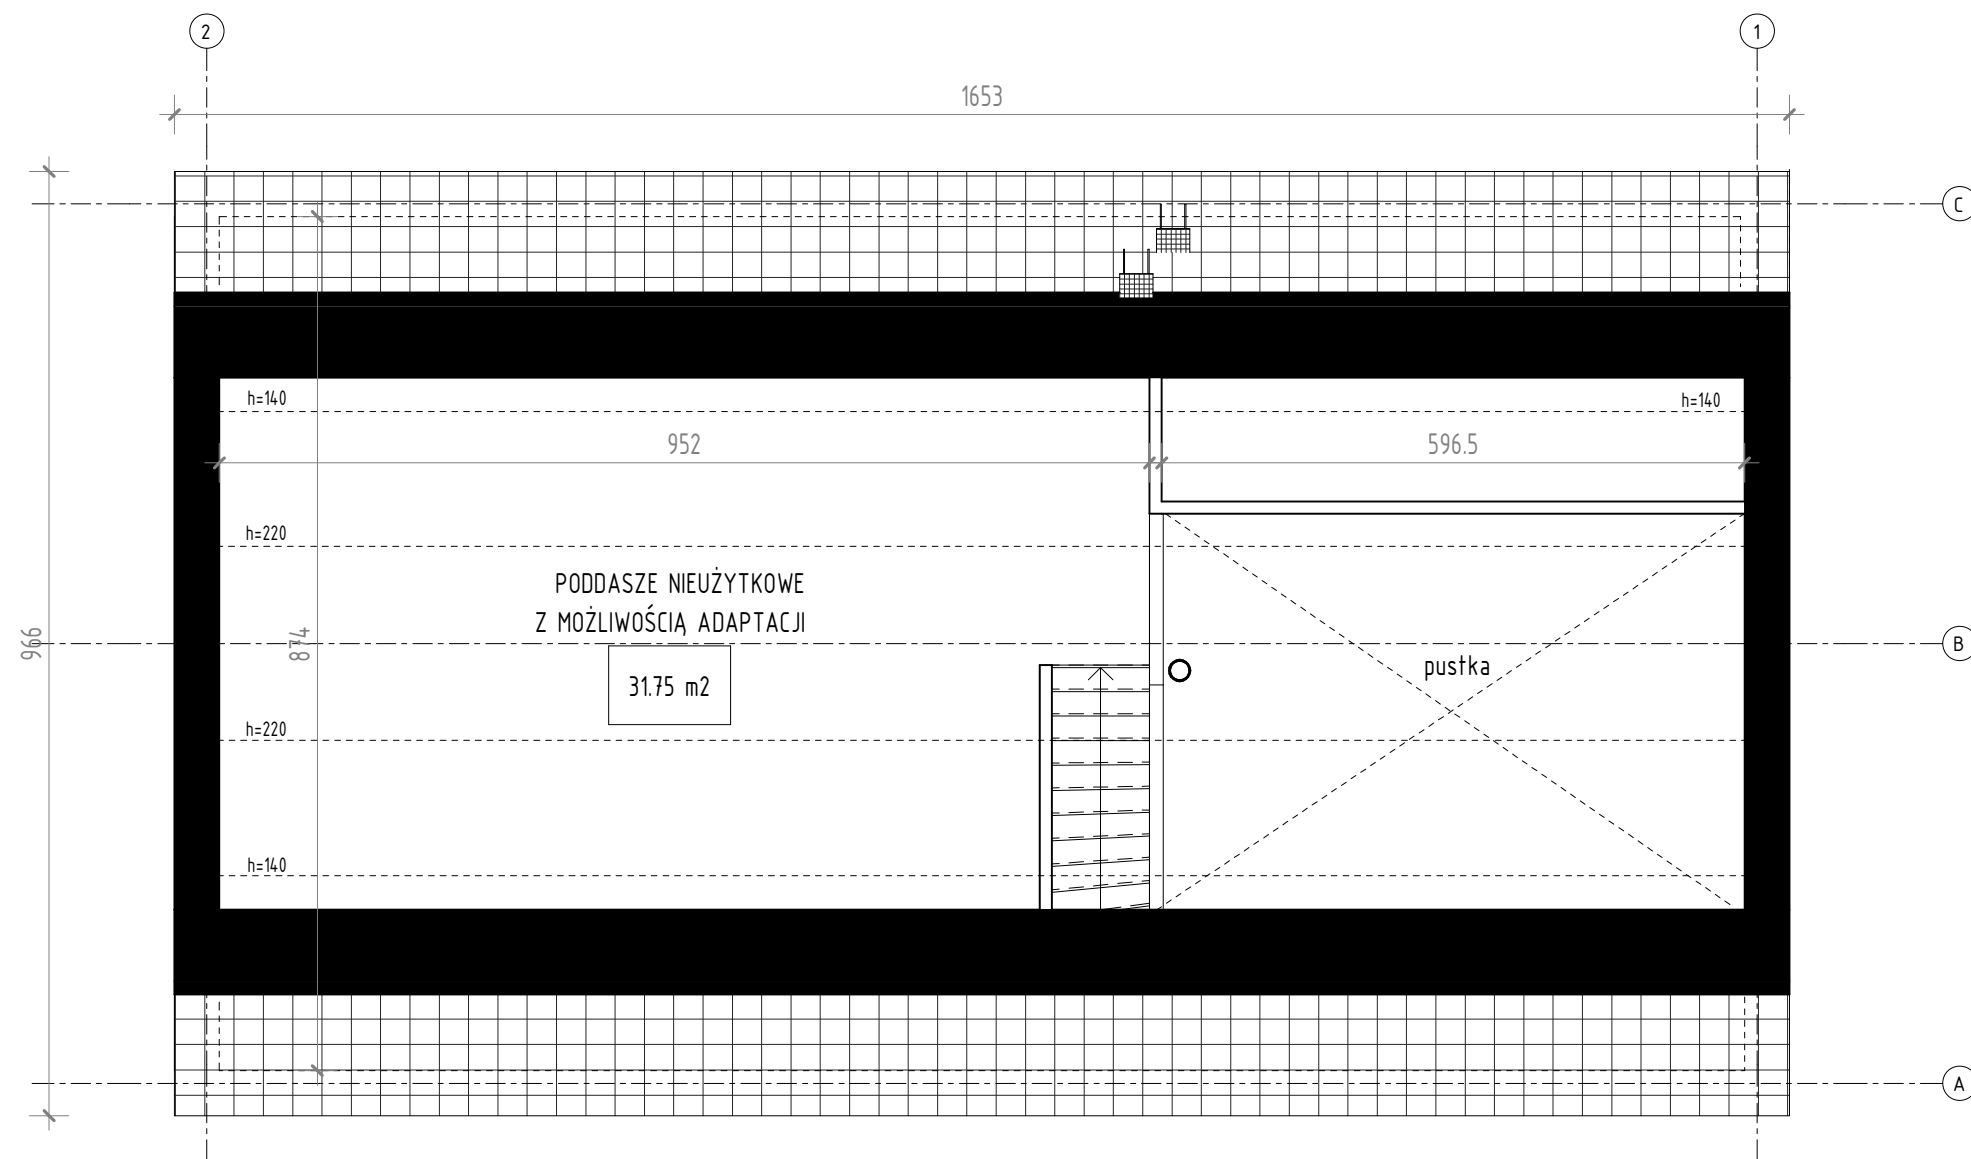 2
1
1653
C
h=140
h=140
952
596.5
h=220
PODDASZE NIEUŻYTKOWE
Z MOŻLIWOŚCIĄ ADAPTACJI
966
874
B
pustka
31.75 m2
h=220
h=140
A